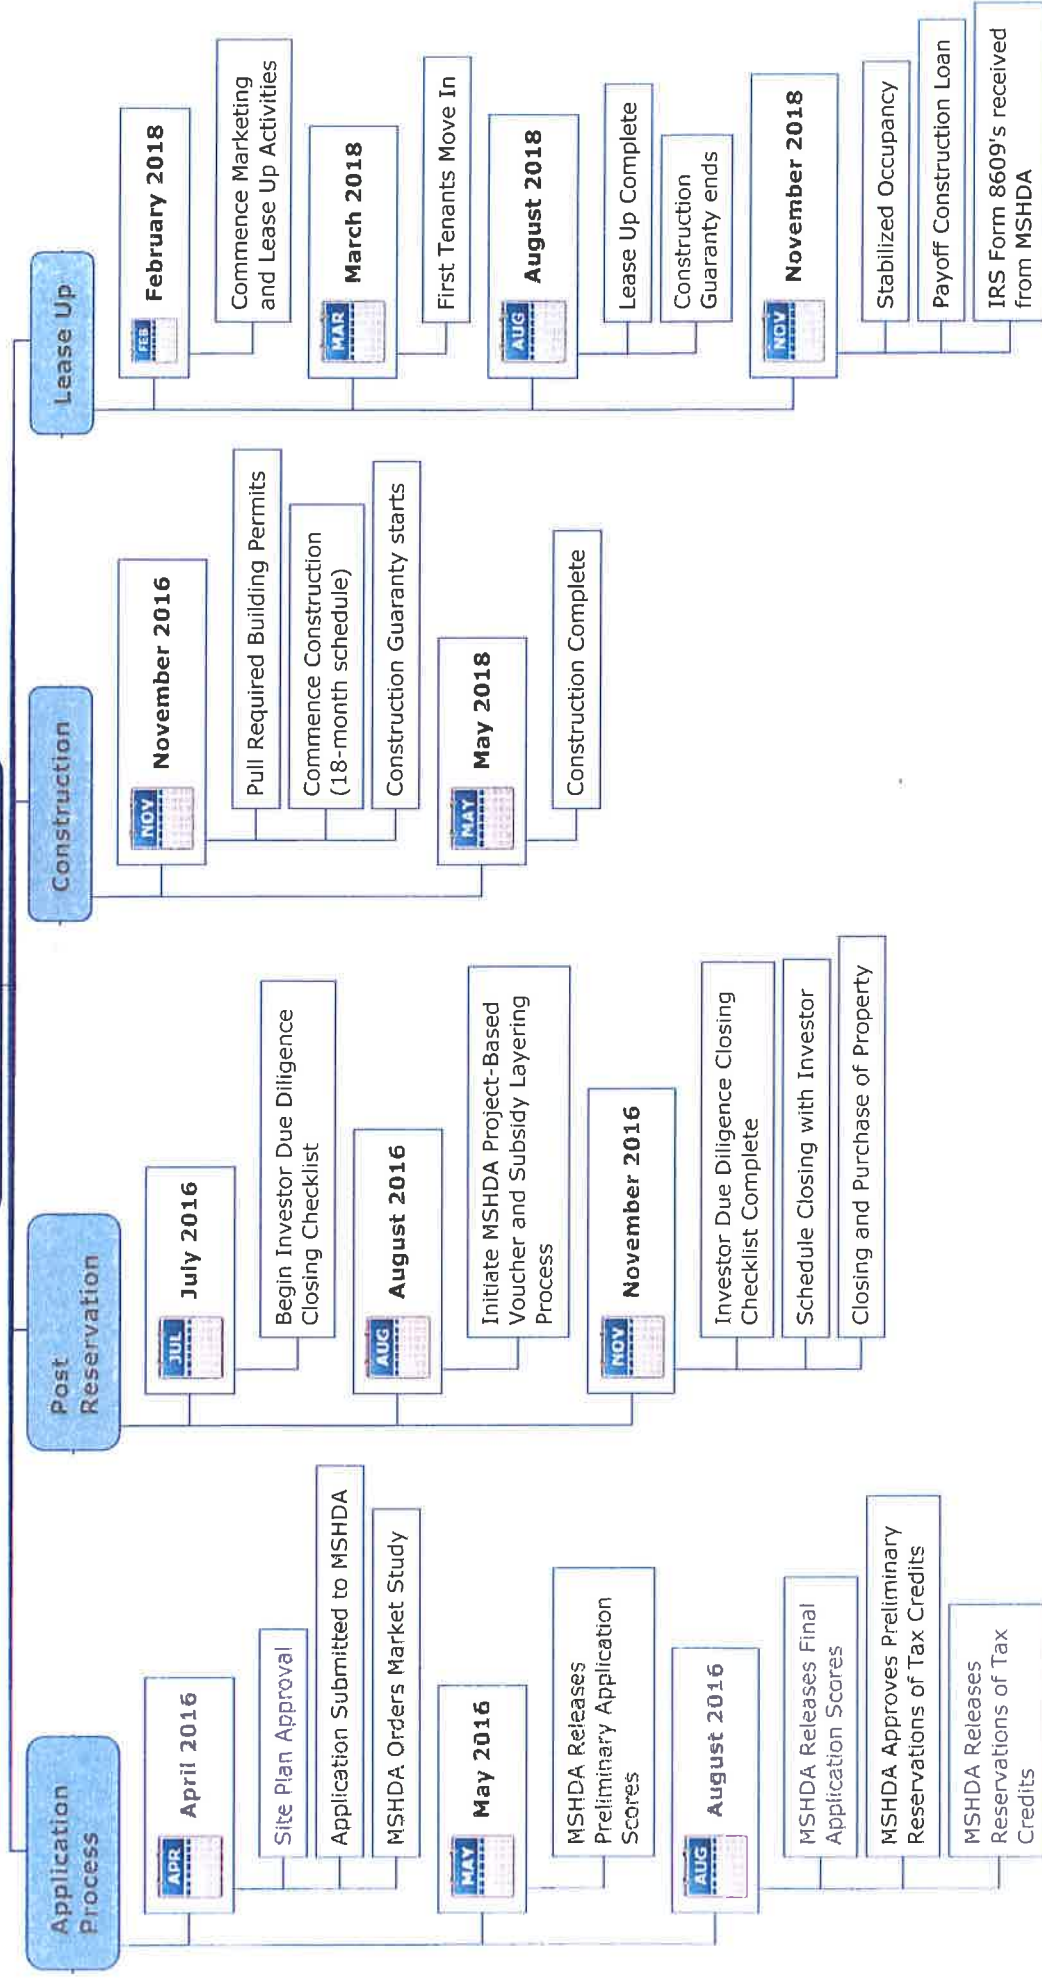 Application
Process
APR
April 2016
Site Plan Approval
Application Submitted to MSHDA
MSHDA Orders Market Study
MAY
May 2016
MSHDA Releases
Preliminary Application
Scores
AUG
August 2016
MSHDA Releases Final
Application Scores
MSHDA Approves Preliminary
Reservations of Tax Credits
MSHDA Releases
Reservations of Tax
Credits
Post
Reservation
JUL
July 2016
Begin Investor Due Diligence
Closing Checklist
AUG
August 2016
Initiate MSHDA Project-Based
Voucher and Subsidy Layering
Process
NOV
November 2016
Investor Due Diligence Closing
Checklist Complete
Schedule Closing with Investor
Closing and Purchase of Property
Construction
NOV
November 2016
Pull Required Building Permits
Commence Construction
(18-month schedule)
Construction Guaranty starts
MAY
May 2018
Construction Complete
Lease Up
FEB
February 2018
Commence Marketing
and Lease Up Activities
MAR
March 2018
First Tenants Move In
AUG
August 2018
Lease Up Complete
Construction
Guaranty ends
NOV
November 2018
Stabilized Occupancy
Payoff Construction Loan
IRS Form 8609's received
from MSHDA